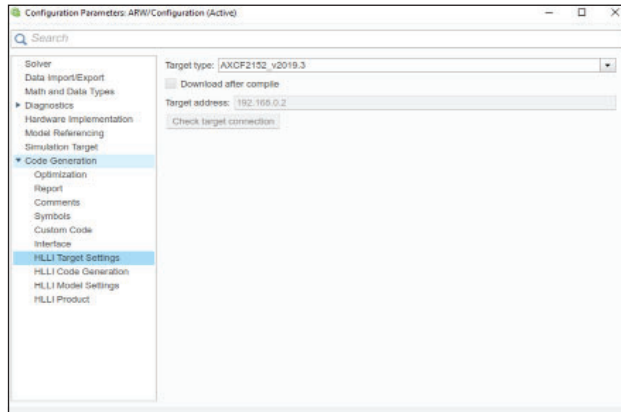 Configuration Parameters: ARW/Configuration (Active)
Search
Solver
Data Import/Export
Math and Data Types
Diagnostics
Hardware Implementation
Model Referencing
Simulation Target
Code Generation
Optimization
Report
Comments
Symbols
Custom Code
Interface
HLLI Target Settings
HLLI Code Generation
HLLI Model Settings
HLLI Product
Target type: AXCF2152_v2019.3
Download after compile
Target address: 192.168.0.2
Check target connection